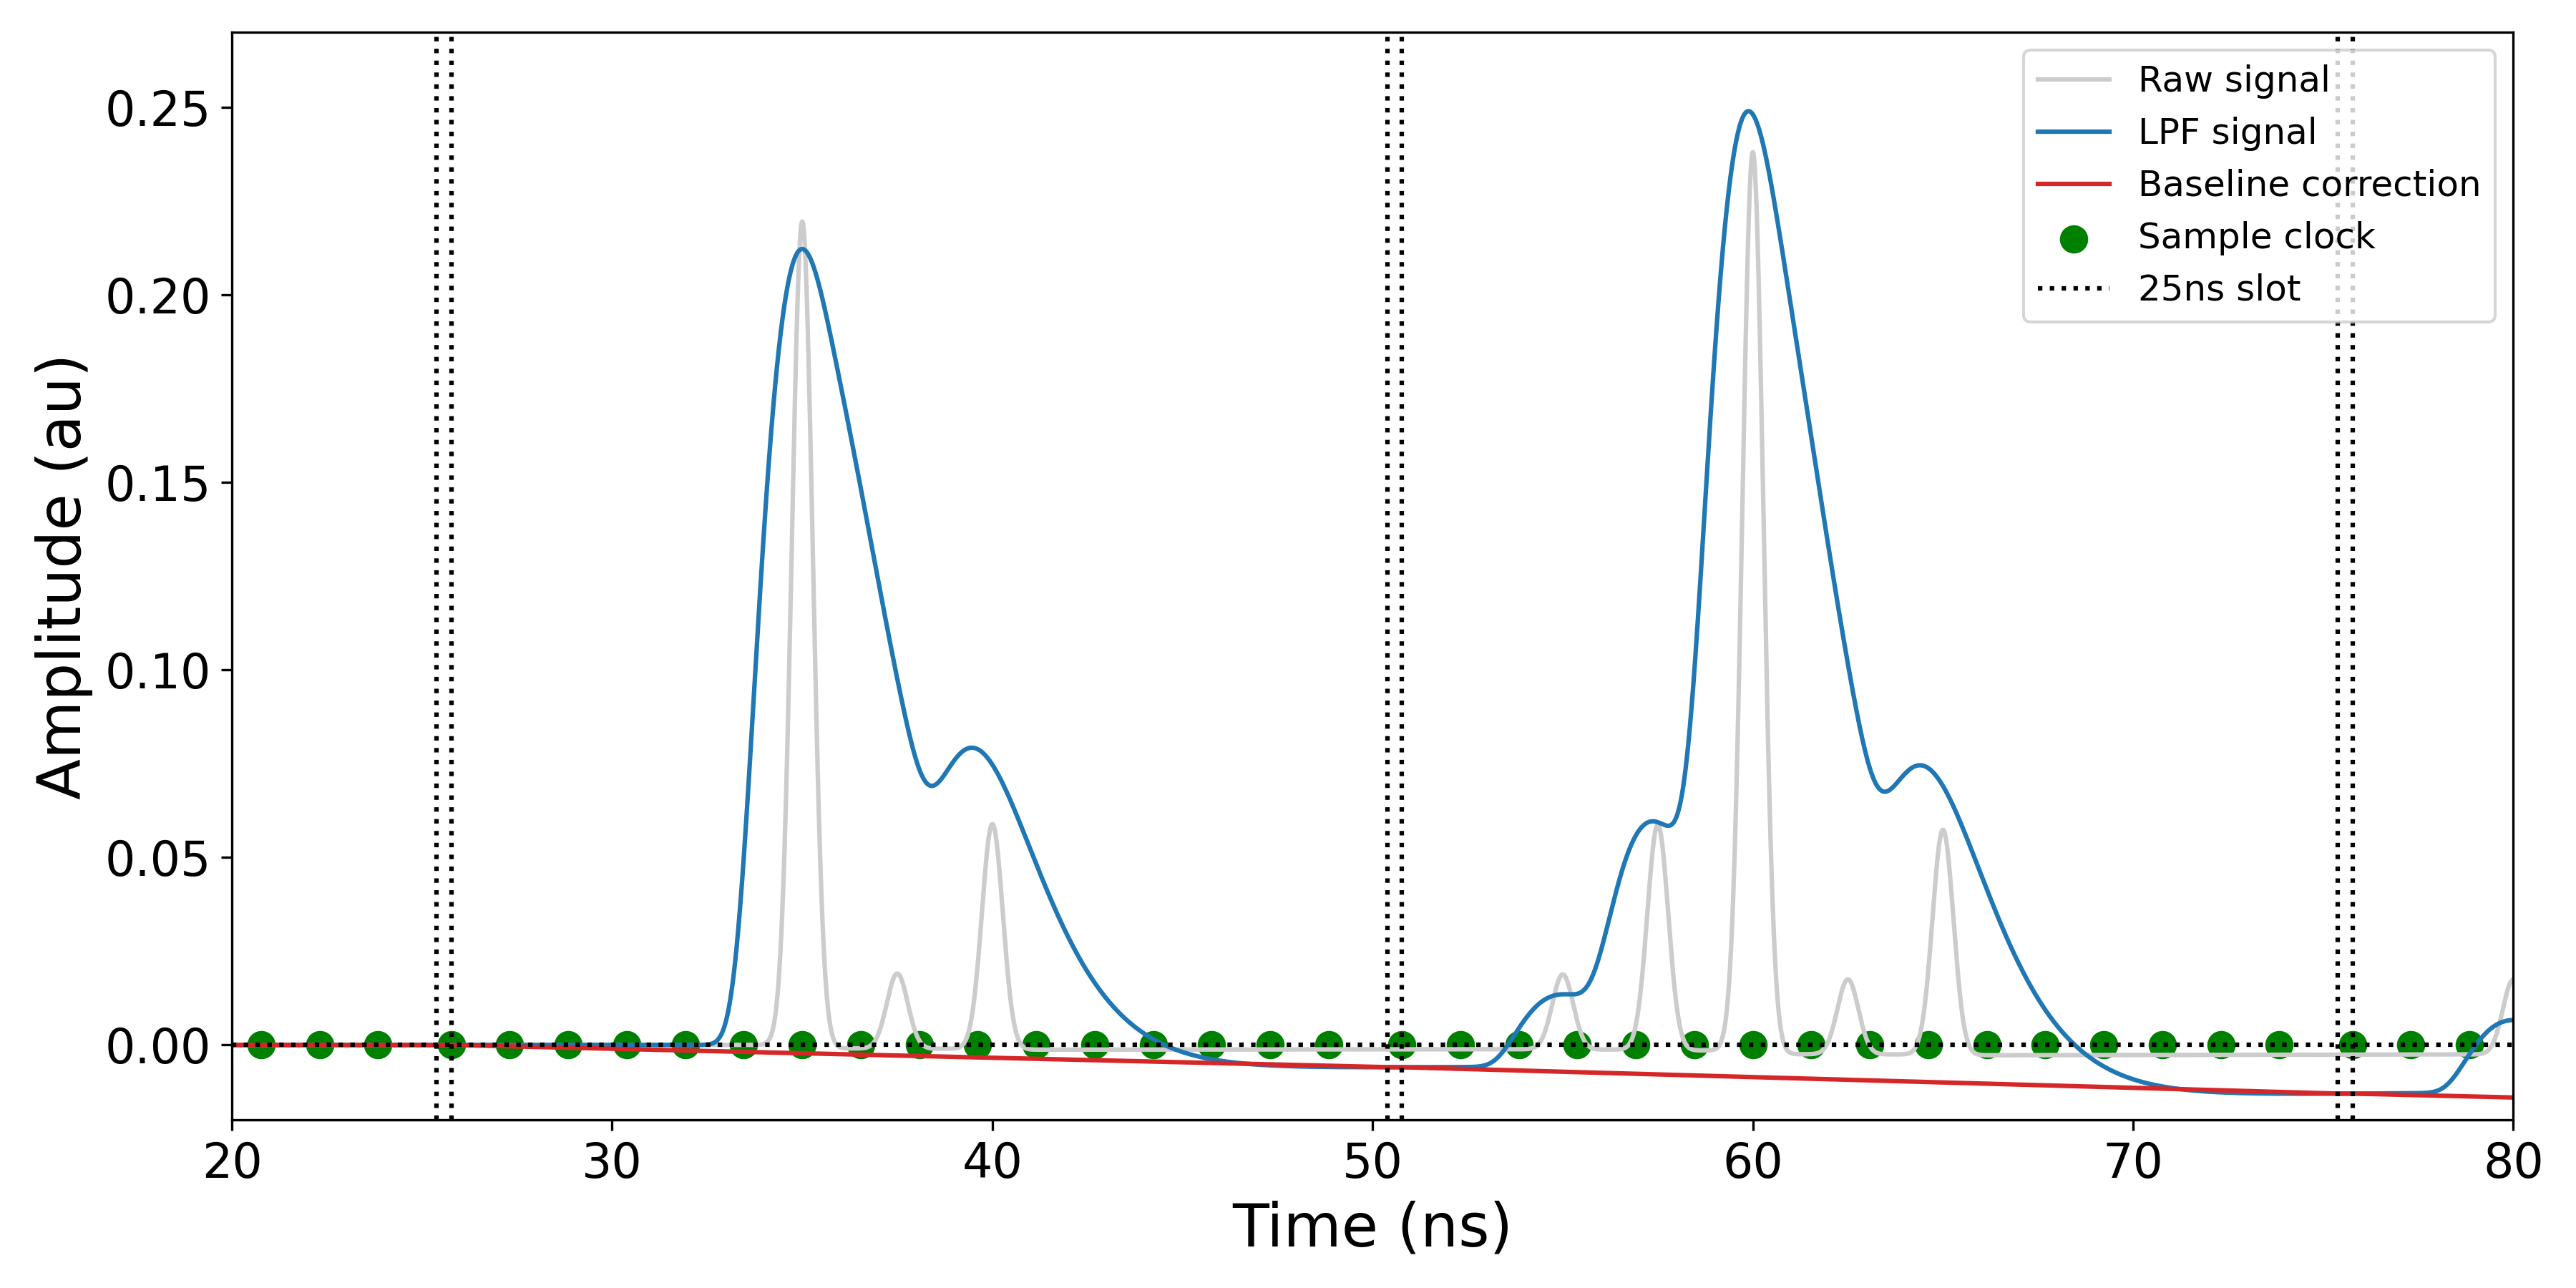 Raw signal
LPF signal
Baseline correction
Sample clock
25ns slot
Amplitude (au)
0.25
0.20
0.15
0.10
0.05
0.00
20 30 40 50 60 70 80
Time (ns)